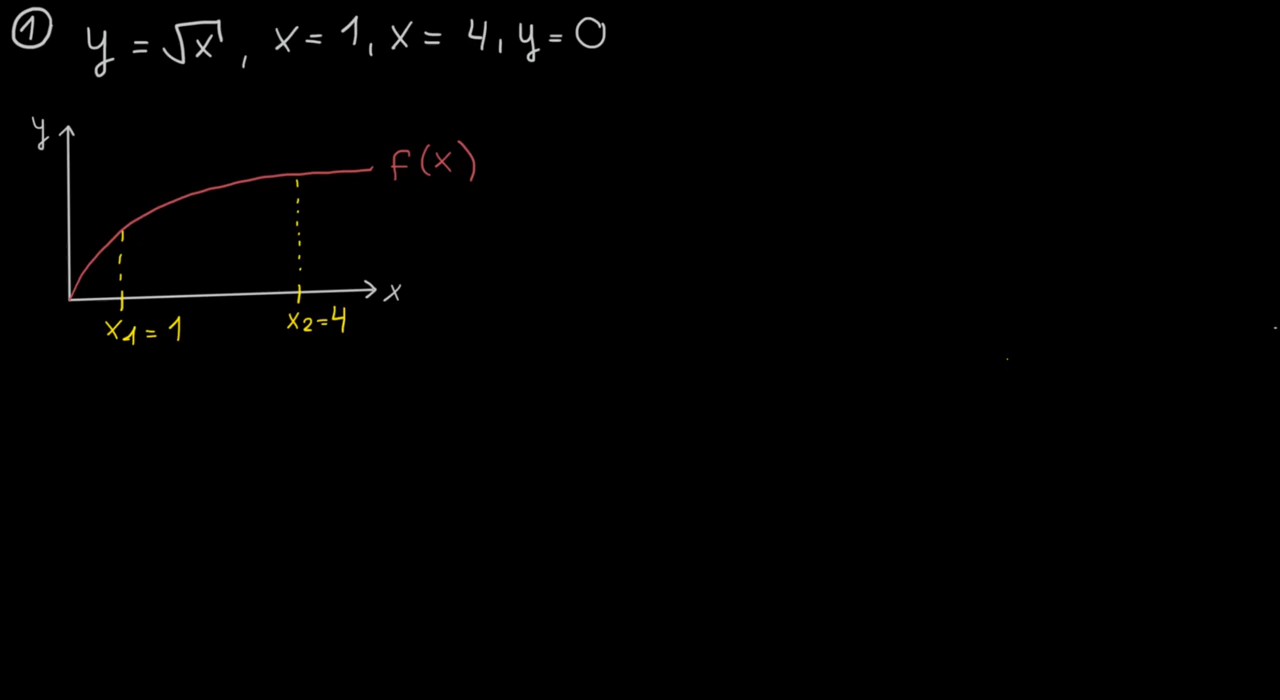 ① y = √x, x = 1, x = 4, y = 0
y
f(x)
x
x₁ = 1
x₂=4